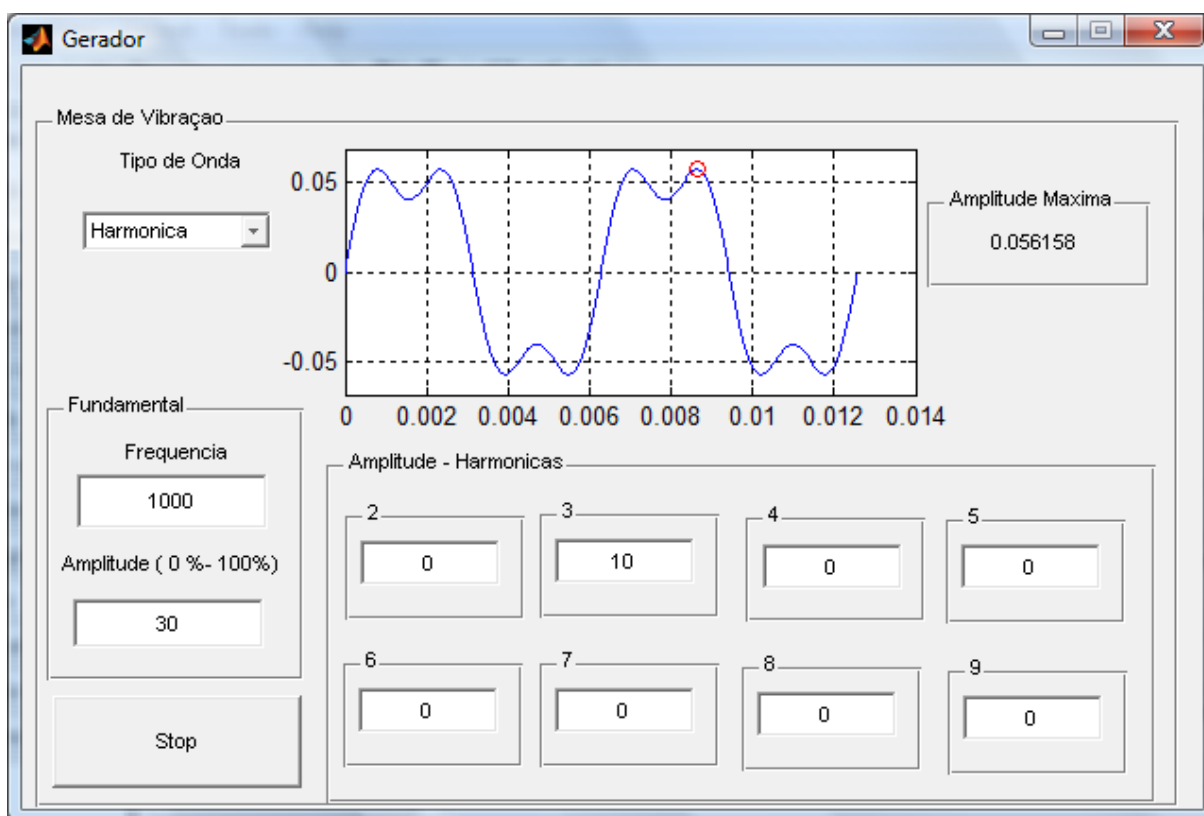 Gerador
Mesa de Vibraçao
Tipo de Onda
Harmonica
0.05
0
-0.05
0 0.002 0.004 0.006 0.008 0.01 0.012 0.014
Amplitude Maxima
0.056158
Fundamental
Frequencia
1000
Amplitude ( 0 %- 100%)
30
Stop
Amplitude - Harmonicas
2 3 4 5
0 10 0 0
6 7 8 9
0 0 0 0